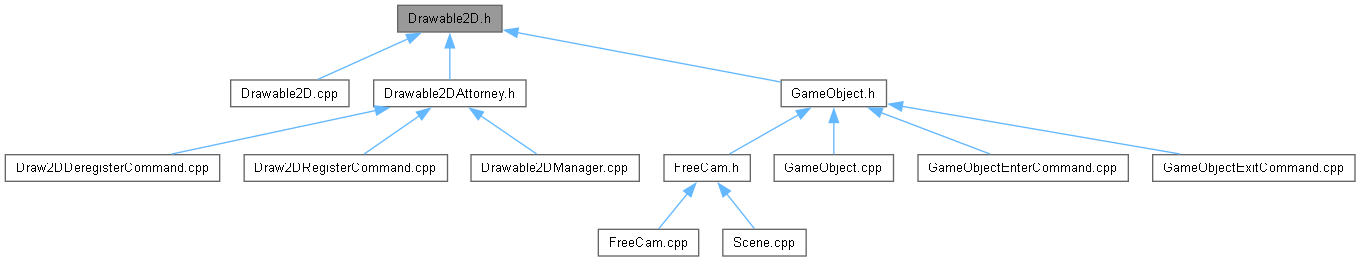 Drawable2D.h
Drawable2D.cpp
Drawable2DAttorney.h
GameObject.h
Draw2DDeregisterCommand.cpp
Draw2DRegisterCommand.cpp
Drawable2DManager.cpp
FreeCam.h
GameObject.cpp
GameObjectEnterCommand.cpp
GameObjectExitCommand.cpp
FreeCam.cpp
Scene.cpp